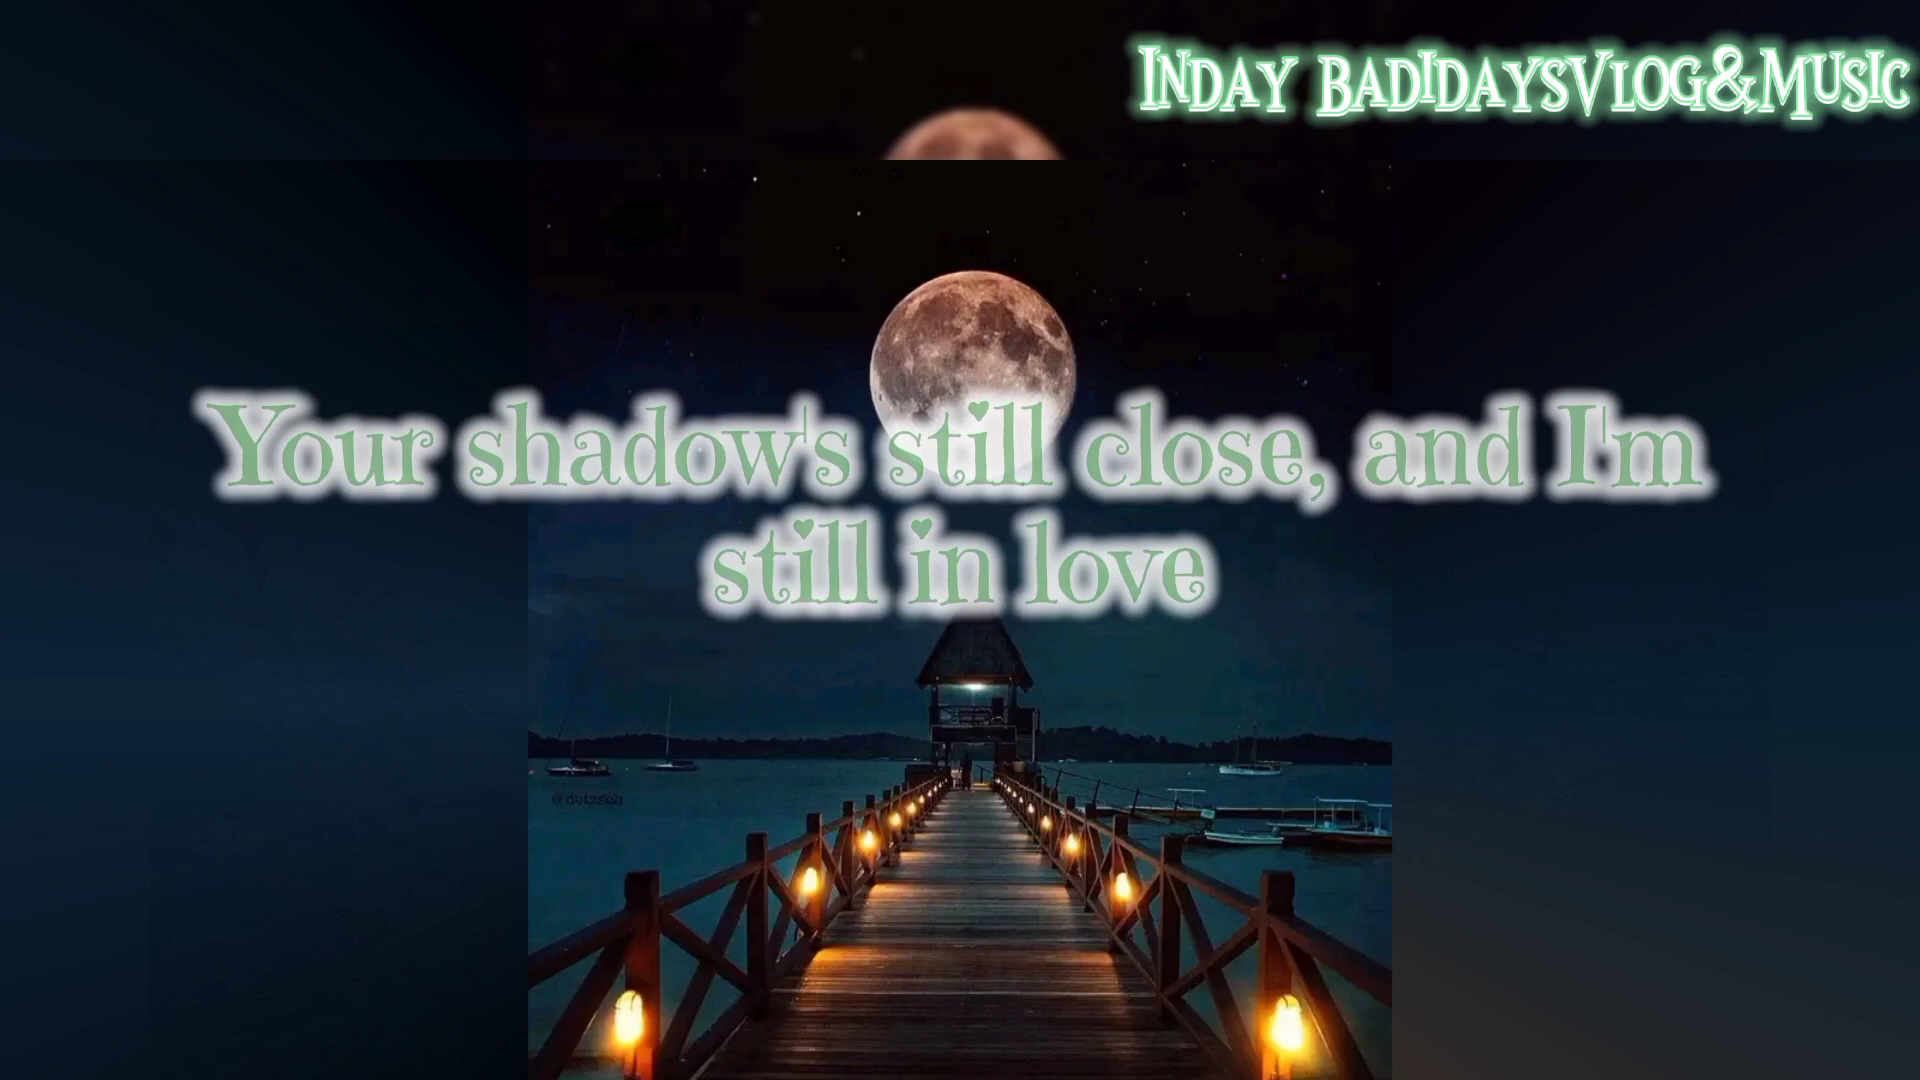 Inday BadidaysVlog&Music
Your shadow's still close, and I'm
still in love